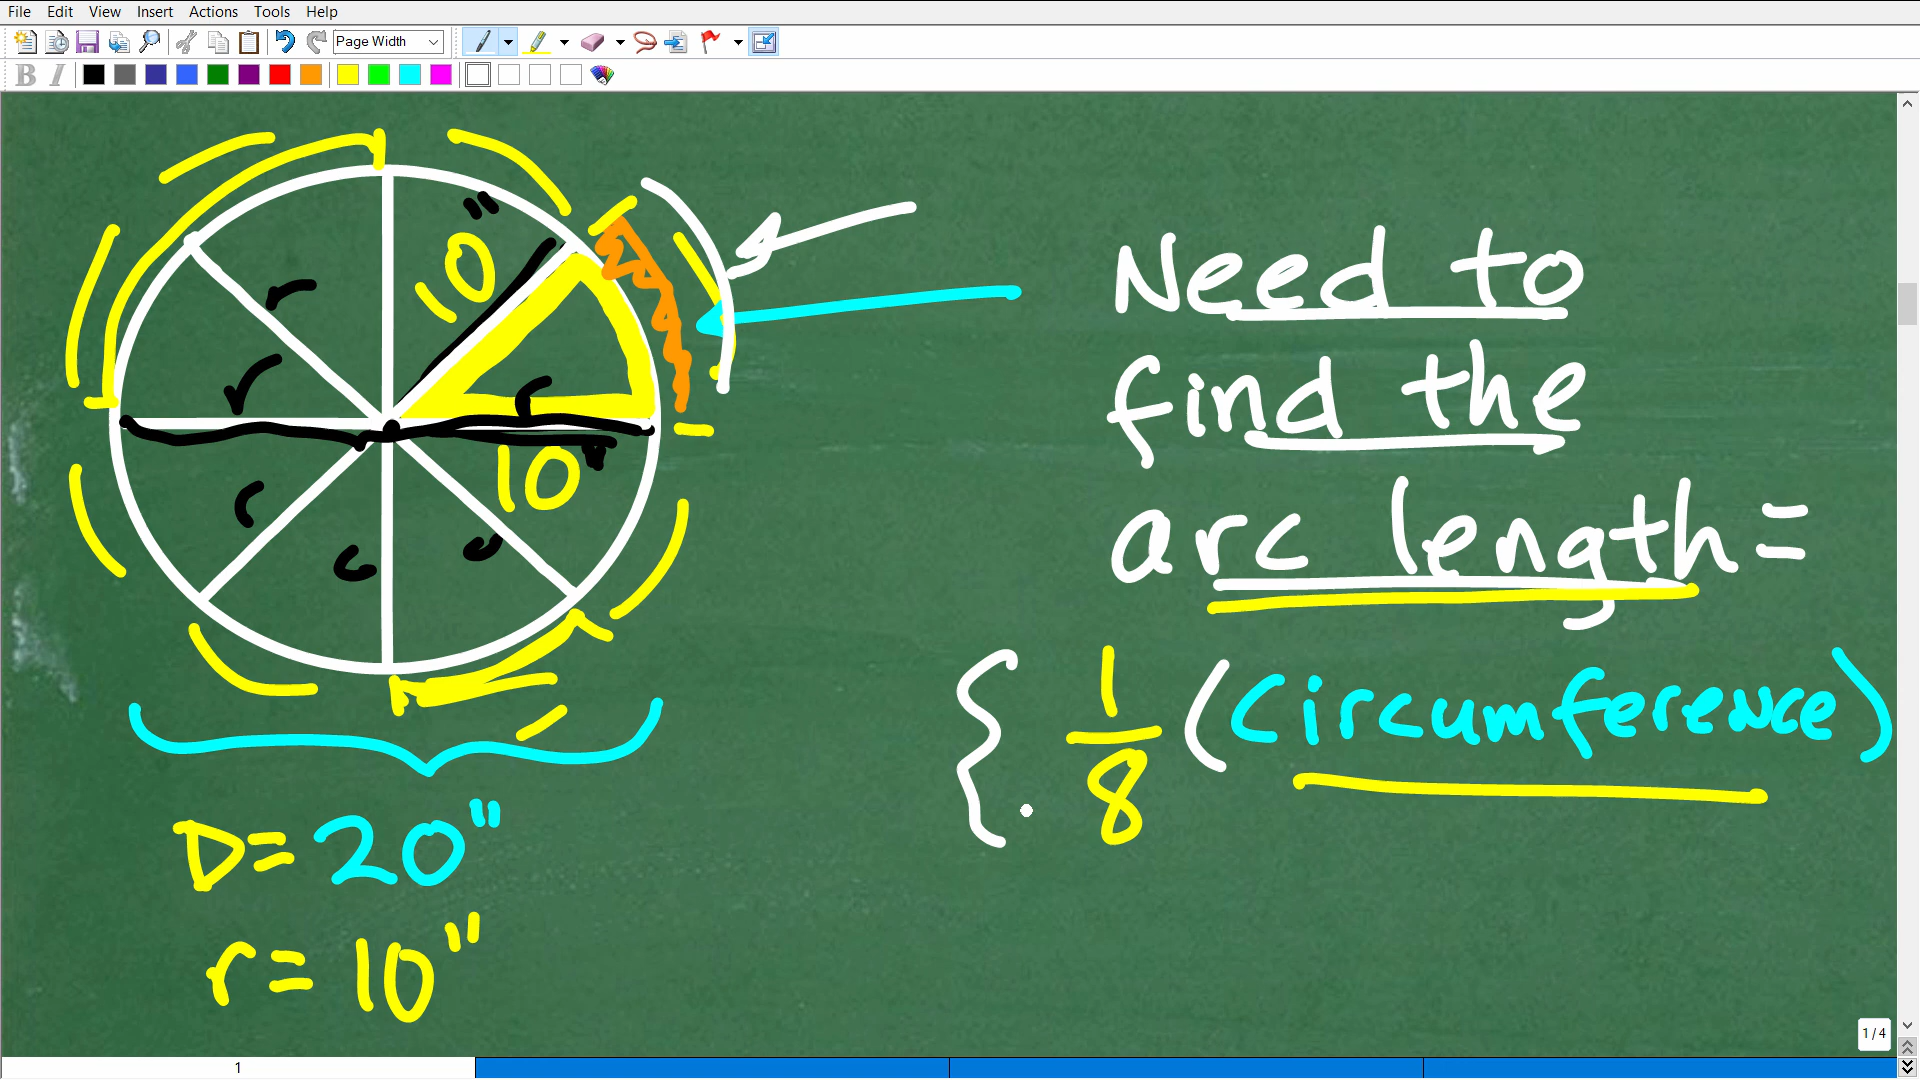 File Edit View Insert Actions Tools Help
Page Width
B I
10"
r
r
r
10
r
r
D= 20"
r= 10"
Need to
find the
arc length=
{ 1/8 (Circumference)
1 / 4
1